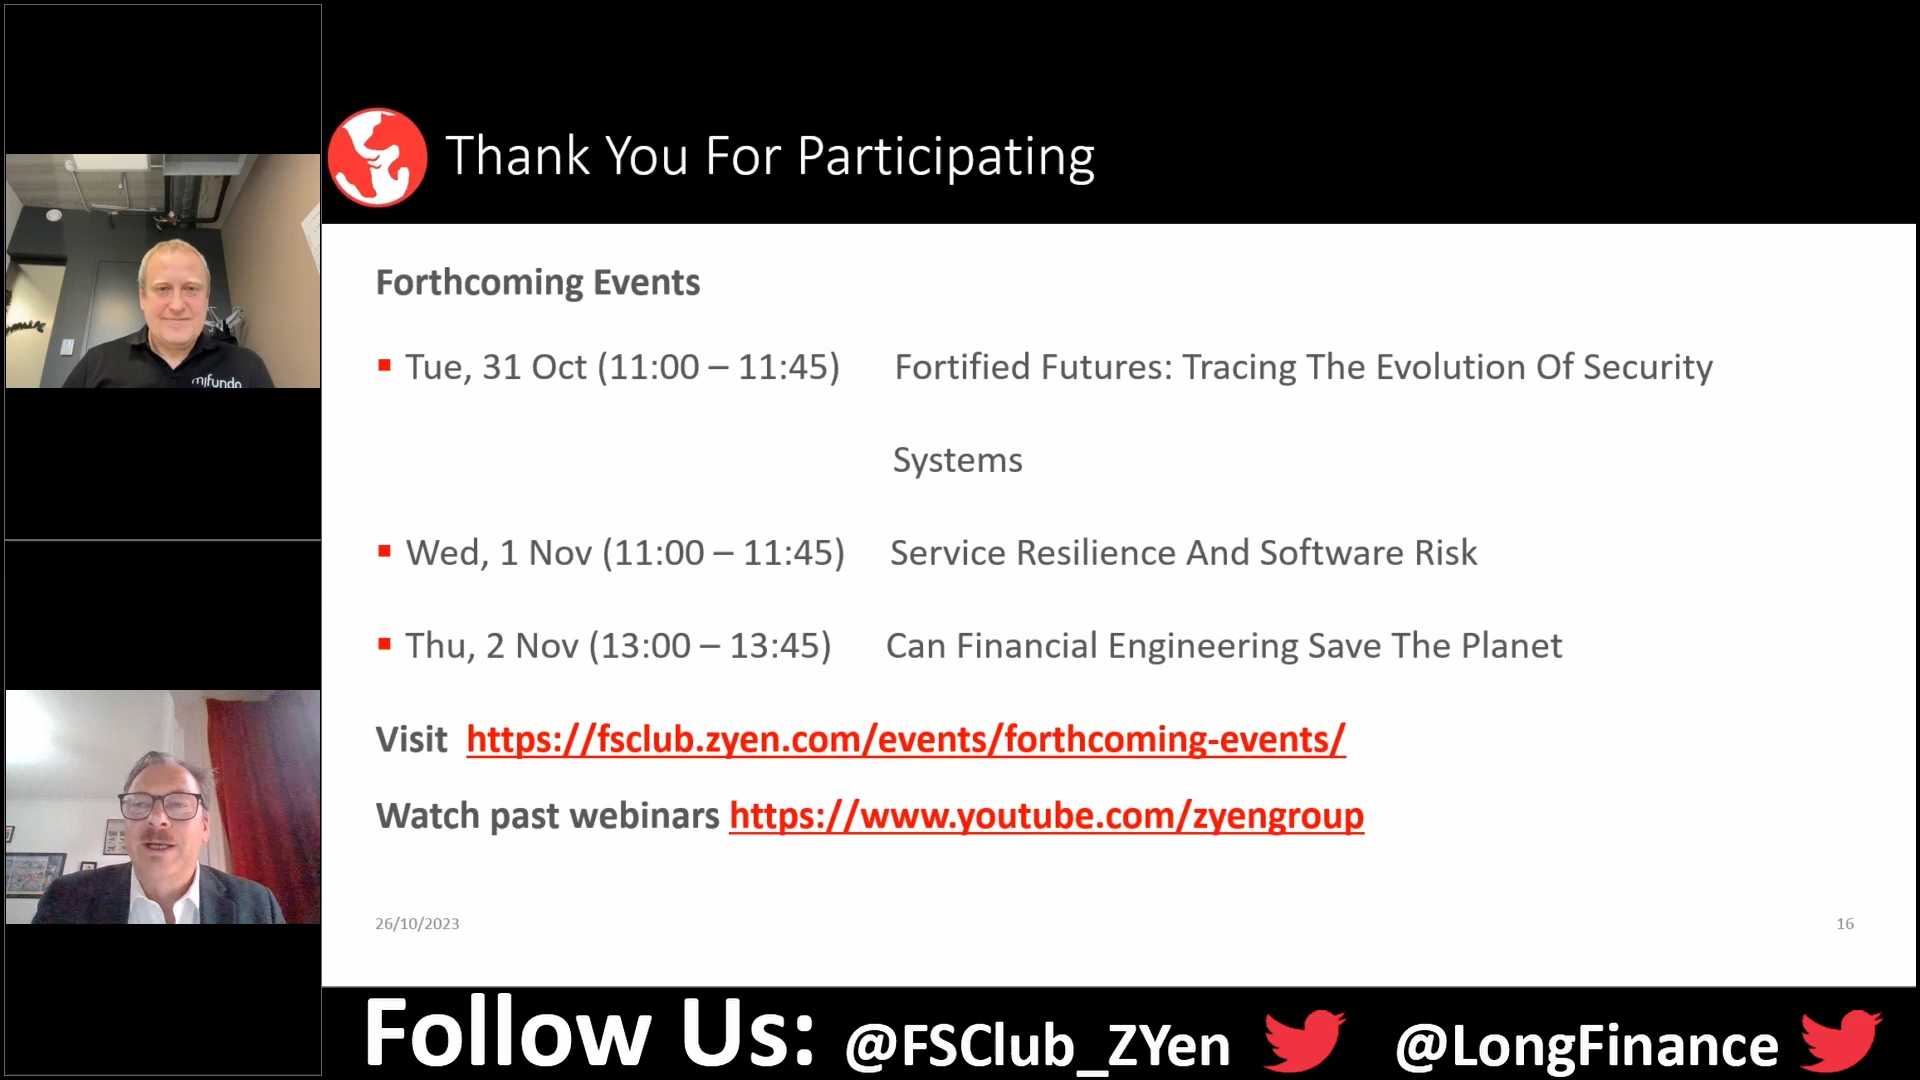 Thank You For Participating
Forthcoming Events
Tue, 31 Oct (11:00 – 11:45) Fortified Futures: Tracing The Evolution Of Security
Systems
Wed, 1 Nov (11:00 – 11:45) Service Resilience And Software Risk
Thu, 2 Nov (13:00 – 13:45) Can Financial Engineering Save The Planet
Visit https://fsclub.zyen.com/events/forthcoming-events/
Watch past webinars https://www.youtube.com/zyengroup
26/10/2023
16
Follow Us: @FSClub_ZYen @LongFinance
mifundo